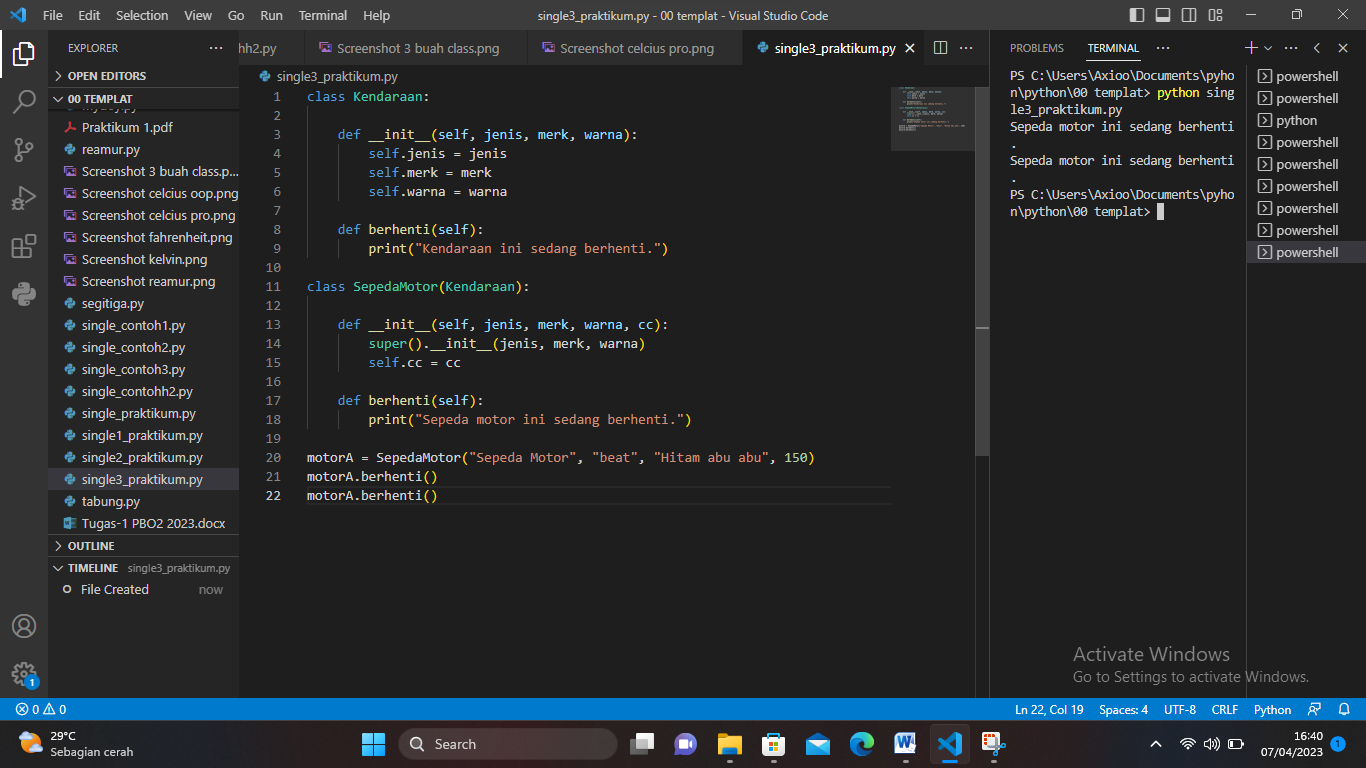 File Edit Selection View Go Run Terminal Help
single3_praktikum.py - 00 templat - Visual Studio Code
EXPLORER
OPEN EDITORS
00 TEMPLAT
Praktikum 1.pdf
reamur.py
Screenshot 3 buah class.p...
Screenshot celcius oop.png
Screenshot celcius pro.png
Screenshot fahrenheit.png
Screenshot kelvin.png
Screenshot reamur.png
segitiga.py
single_contoh1.py
single_contoh2.py
single_contoh3.py
single_contohh2.py
single_praktikum.py
single1_praktikum.py
single2_praktikum.py
single3_praktikum.py
tabung.py
Tugas-1 PBO2 2023.docx
OUTLINE
TIMELINE single3_praktikum.py
File Created now
1
hh2.py Screenshot 3 buah class.png Screenshot celcius pro.png single3_praktikum.py
single3_praktikum.py
1 class Kendaraan:
2
3 def __init__(self, jenis, merk, warna):
4 self.jenis = jenis
5 self.merk = merk
6 self.warna = warna
7
8 def berhenti(self):
9 print("Kendaraan ini sedang berhenti.")
10
11 class SepedaMotor(Kendaraan):
12
13 def __init__(self, jenis, merk, warna, cc):
14 super().__init__(jenis, merk, warna)
15 self.cc = cc
16
17 def berhenti(self):
18 print("Sepeda motor ini sedang berhenti.")
19
20 motorA = SepedaMotor("Sepeda Motor", "beat", "Hitam abu abu", 150)
21 motorA.berhenti()
22 motorA.berhenti()
PROBLEMS TERMINAL
PS C:\Users\Axioo\Documents\pyho
n\python\00 templat> python sing
le3_praktikum.py
Sepeda motor ini sedang berhenti
.
Sepeda motor ini sedang berhenti
.
PS C:\Users\Axioo\Documents\pyho
n\python\00 templat>
powershell
powershell
python
powershell
powershell
powershell
powershell
powershell
powershell
Activate Windows
Go to Settings to activate Windows.
0 0
Ln 22, Col 19 Spaces: 4 UTF-8 CRLF Python
29°C
Sebagian cerah
Search
16:40
07/04/2023
1